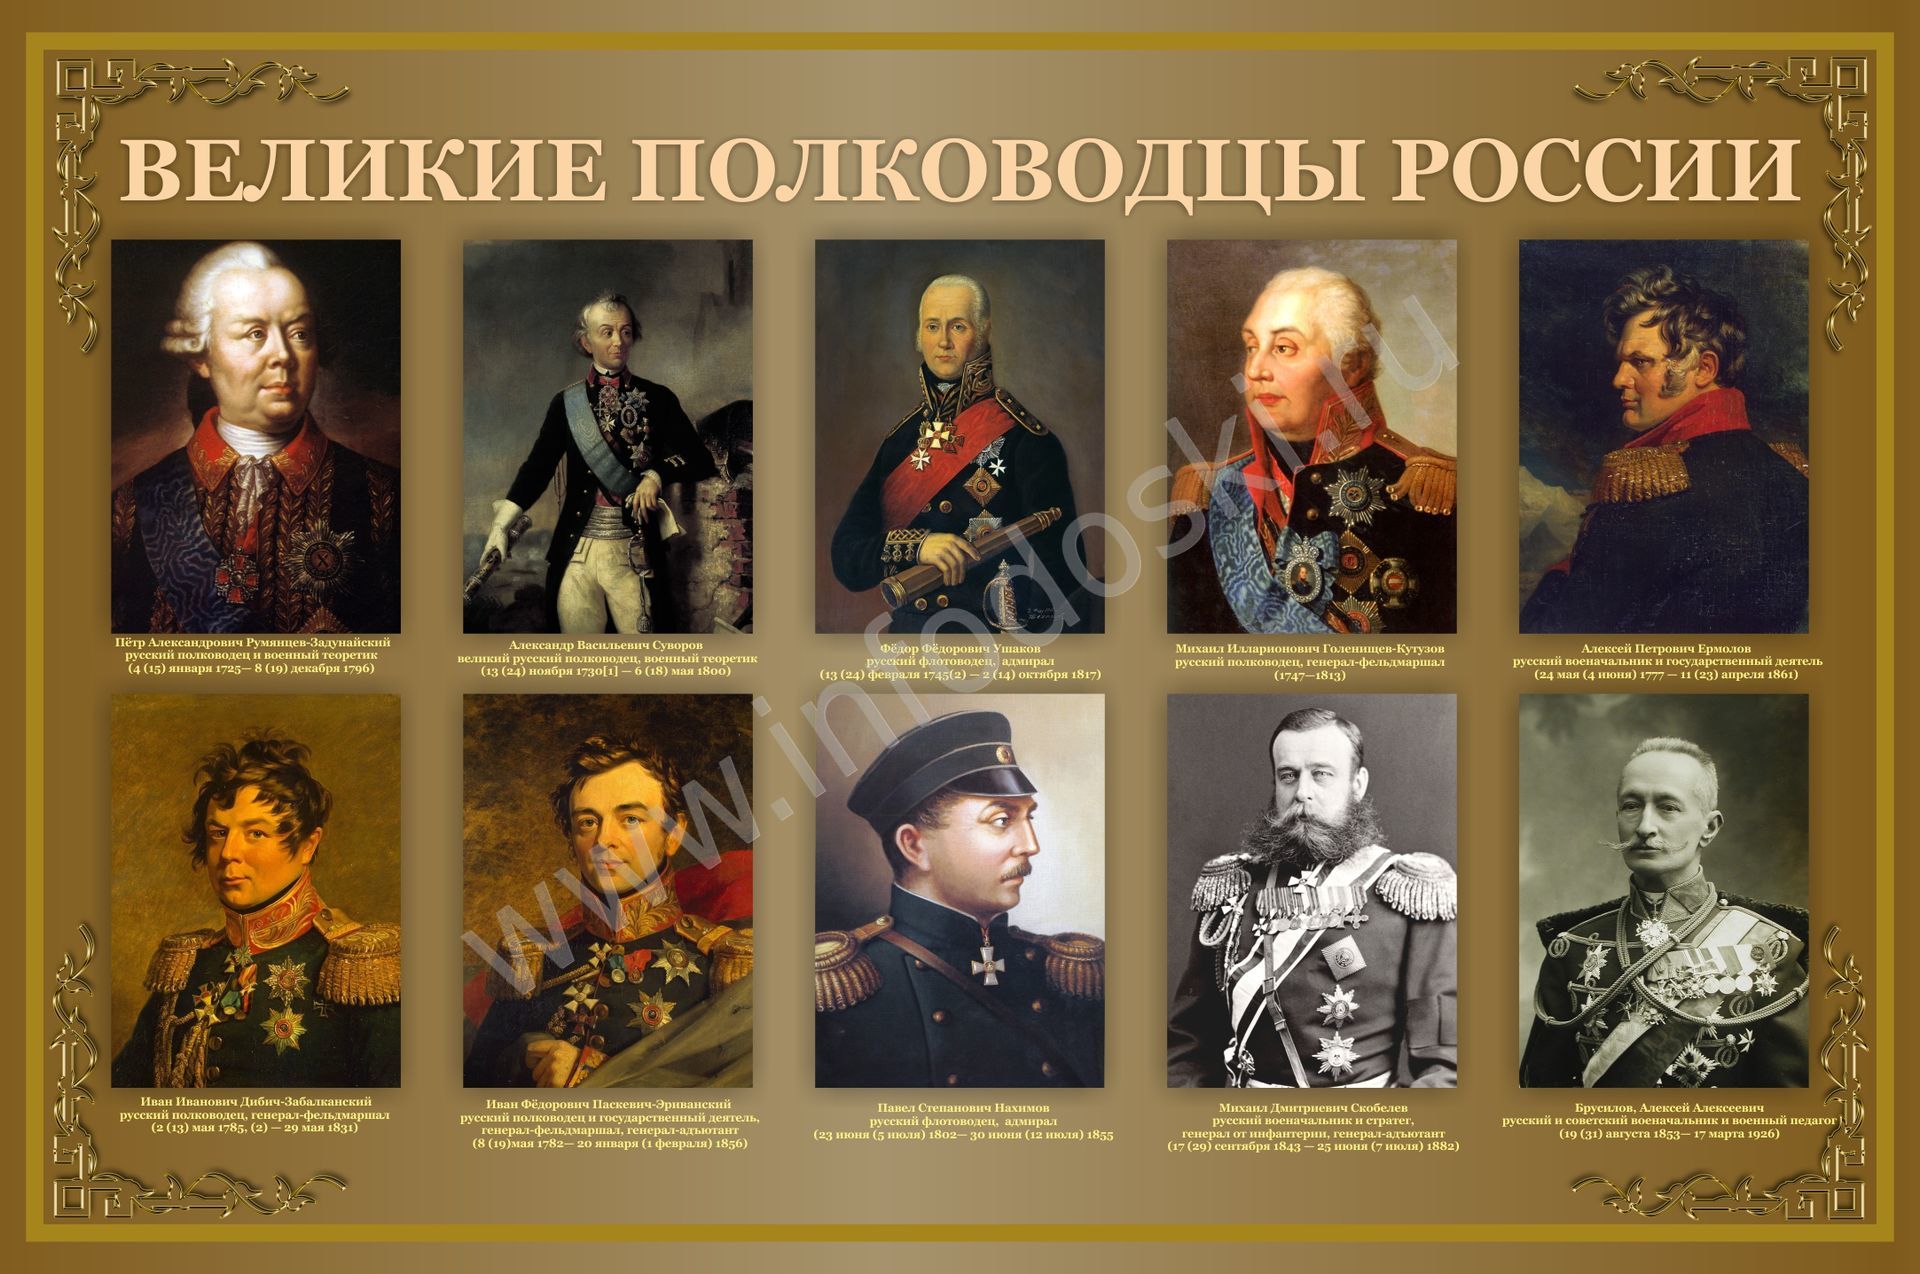 ВЕЛИКИЕ ПОЛКОВОДЦЫ РОССИИ
Пётр Александрович Румянцев-Задунайский
русский полководец и военный теоретик
(4 (15) января 1725— 8 (19) декабря 1796)
Александр Васильевич Суворов
великий русский полководец, военный теоретик
(13 (24) ноября 1730[1] — 6 (18) мая 1800)
Фёдор Фёдорович Ушаков
русский флотоводец, адмирал
(13 (24) февраля 1745(2) — 2 (14) октября 1817)
Михаил Илларионович Голенищев-Кутузов
русский полководец, генерал-фельдмаршал
(1747—1813)
Алексей Петрович Ермолов
русский военачальник и государственный деятель
(24 мая (4 июня) 1777 — 11 (23) апреля 1861)
Иван Иванович Дибич-Забалканский
русский полководец, генерал-фельдмаршал
(2 (13) мая 1785, (2) — 29 мая 1831)
Иван Фёдорович Паскевич-Эриванский
русский полководец и государственный деятель,
генерал-фельдмаршал, генерал-адъютант
(8 (19)мая 1782— 20 января (1 февраля) 1856)
Павел Степанович Нахимов
русский флотоводец, адмирал
(23 июня (5 июля) 1802— 30 июня (12 июля) 1855
Михаил Дмитриевич Скобелев
русский военачальник и стратег,
генерал от инфантерии, генерал-адъютант
(17 (29) сентября 1843 — 25 июня (7 июля) 1882)
Брусилов, Алексей Алексеевич
русский и советский военачальник и военный педагог
(19 (31) августа 1853— 17 марта 1926)
www.infodoski.ru